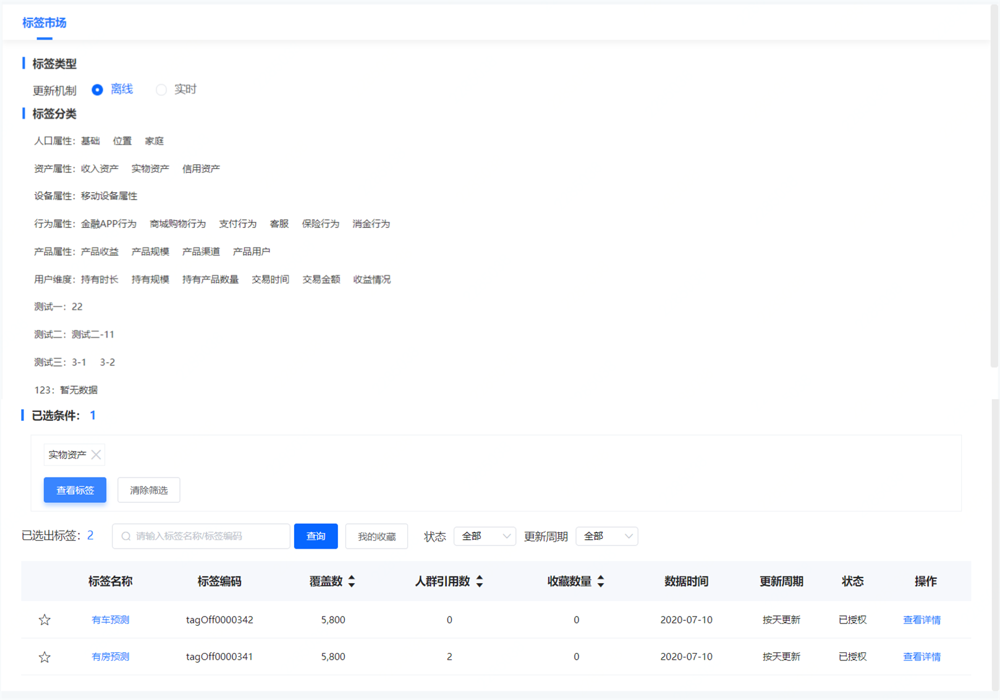 标签市场
标签类型
更新机制 离线 实时
标签分类
人口属性：基础 位置 家庭
资产属性：收入资产 实物资产 信用资产
设备属性：移动设备属性
行为属性：金融APP行为 商城购物行为 支付行为 客服 保险行为 消金行为
产品属性：产品收益 产品规模 产品渠道 产品用户
用户维度：持有时长 持有规模 持有产品数量 交易时间 交易金额 收益情况
测试一：22
测试二：测试二-11
测试三：3-1 3-2
123：暂无数据
已选条件：1
实物资产
查看标签 清除筛选
已选出标签：2 请输入标签名称/标签编码 查询 我的收藏 状态 全部 更新周期 全部
标签名称 标签编码 覆盖数 人群引用数 收藏数量 数据时间 更新周期 状态 操作
有车预测 tagOff0000342 5,800 0 0 2020-07-10 按天更新 已授权 查看详情
有房预测 tagOff0000341 5,800 2 0 2020-07-10 按天更新 已授权 查看详情